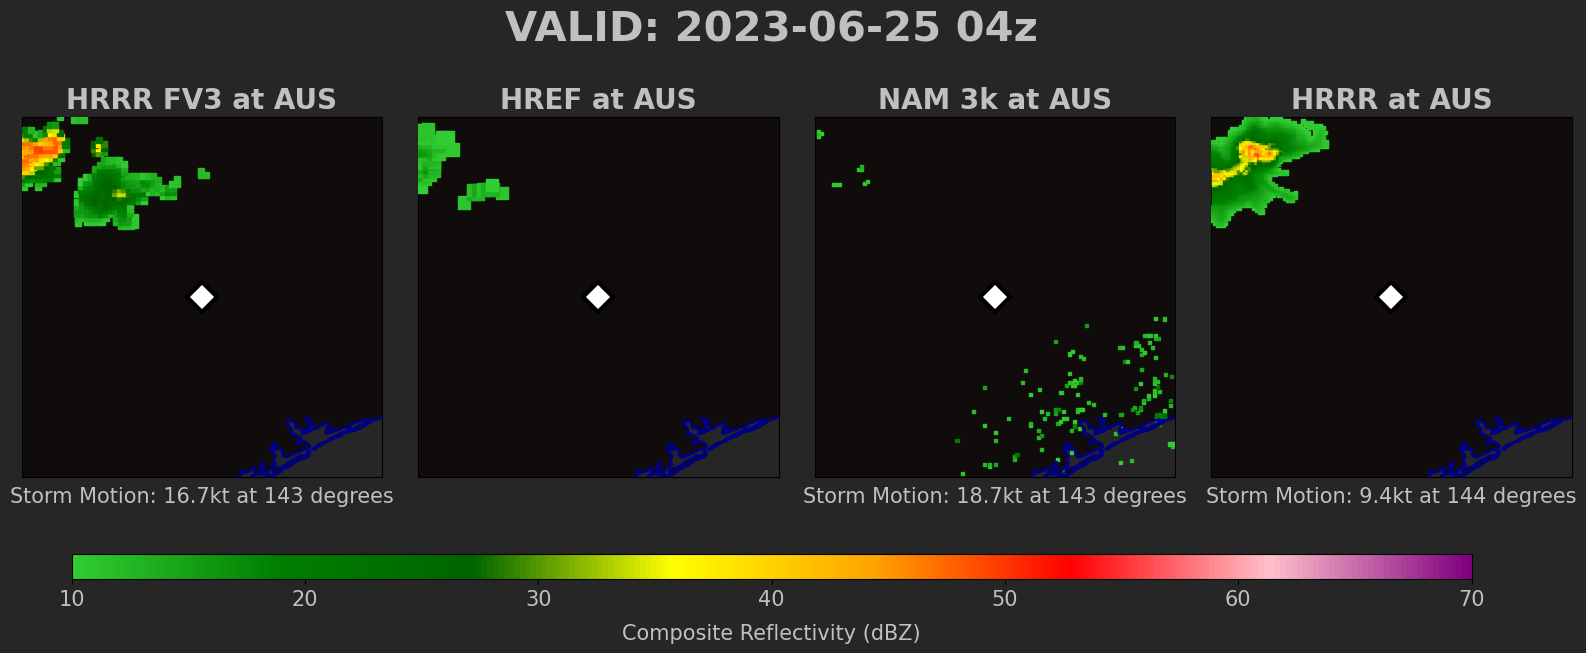 VALID: 2023-06-25 04z
HRRR FV3 at AUS
HREF at AUS
NAM 3k at AUS
HRRR at AUS
Storm Motion: 16.7kt at 143 degrees
Storm Motion: 18.7kt at 143 degrees
Storm Motion: 9.4kt at 144 degrees
10 20 30 40 50 60 70
Composite Reflectivity (dBZ)